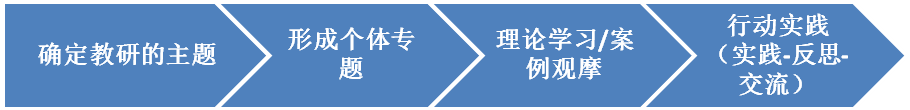 确定教研的主题
形成个体专
题
理论学习/案
例观摩
行动实践
（实践-反思-
交流）